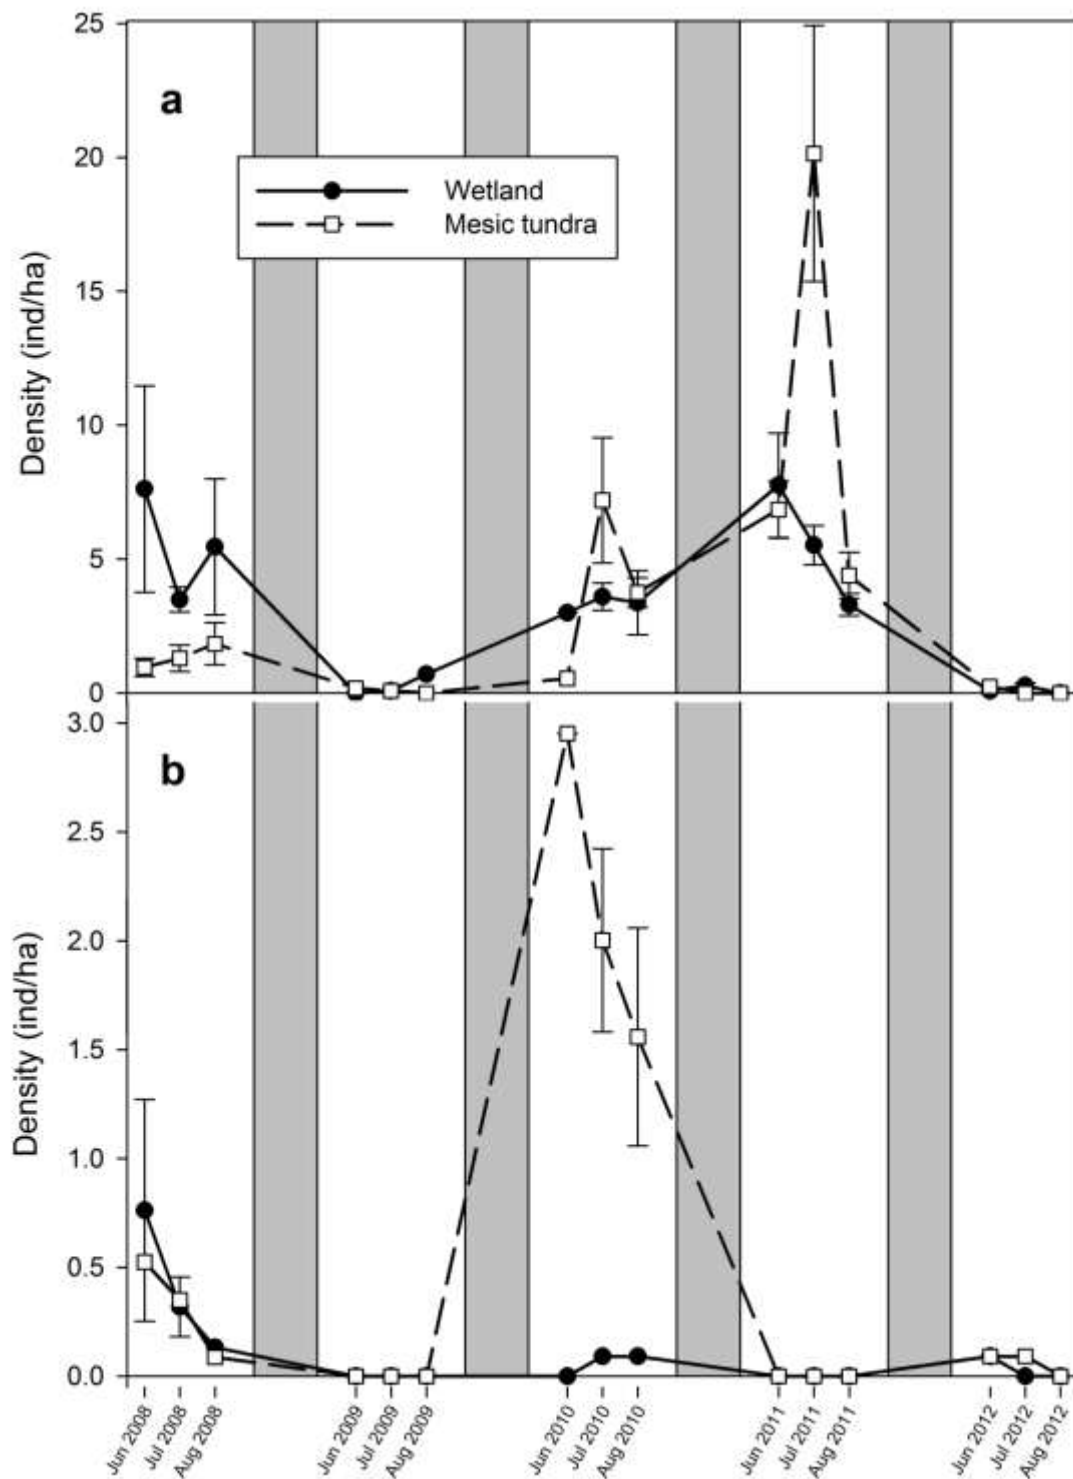 25
a
20
Wetland
Mesic tundra
15
Density (ind/ha)
10
5
0
3.0
b
2.5
2.0
Density (ind/ha)
1.5
1.0
0.5
0.0
Jun 2008
Jul 2008
Aug 2008
Jun 2009
Jul 2009
Aug 2009
Jun 2010
Jul 2010
Aug 2010
Jun 2011
Jul 2011
Aug 2011
Jun 2012
Jul 2012
Aug 2012